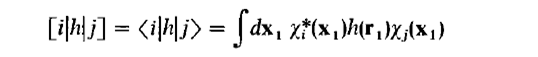 [i|h|j] = ⟨i|h|j⟩ = ∫dx₁ χᵢ*(x₁)h(r₁)χⱼ(x₁)